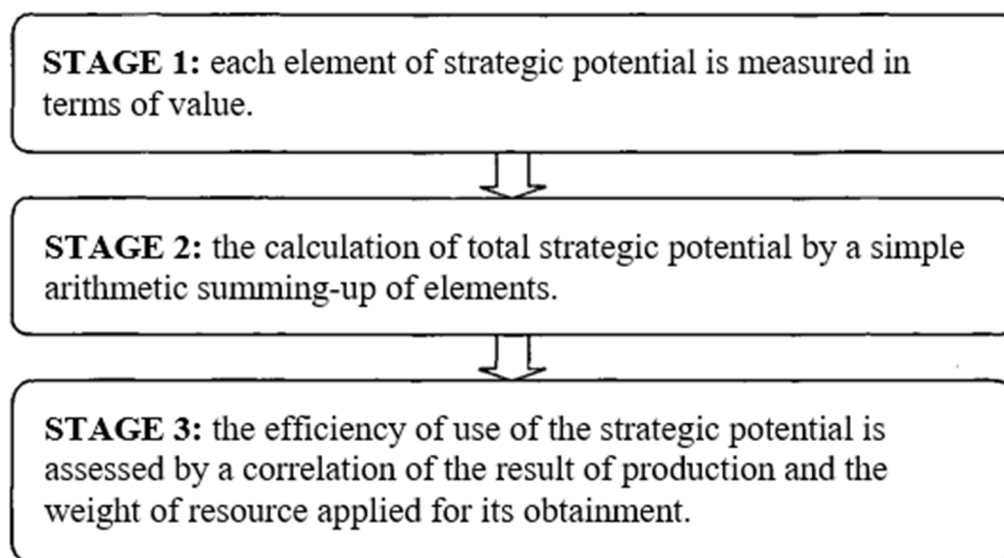 STAGE 1: each element of strategic potential is measured in
terms of value.
STAGE 2: the calculation of total strategic potential by a simple
arithmetic summing-up of elements.
STAGE 3: the efficiency of use of the strategic potential is
assessed by a correlation of the result of production and the
weight of resource applied for its obtainment.